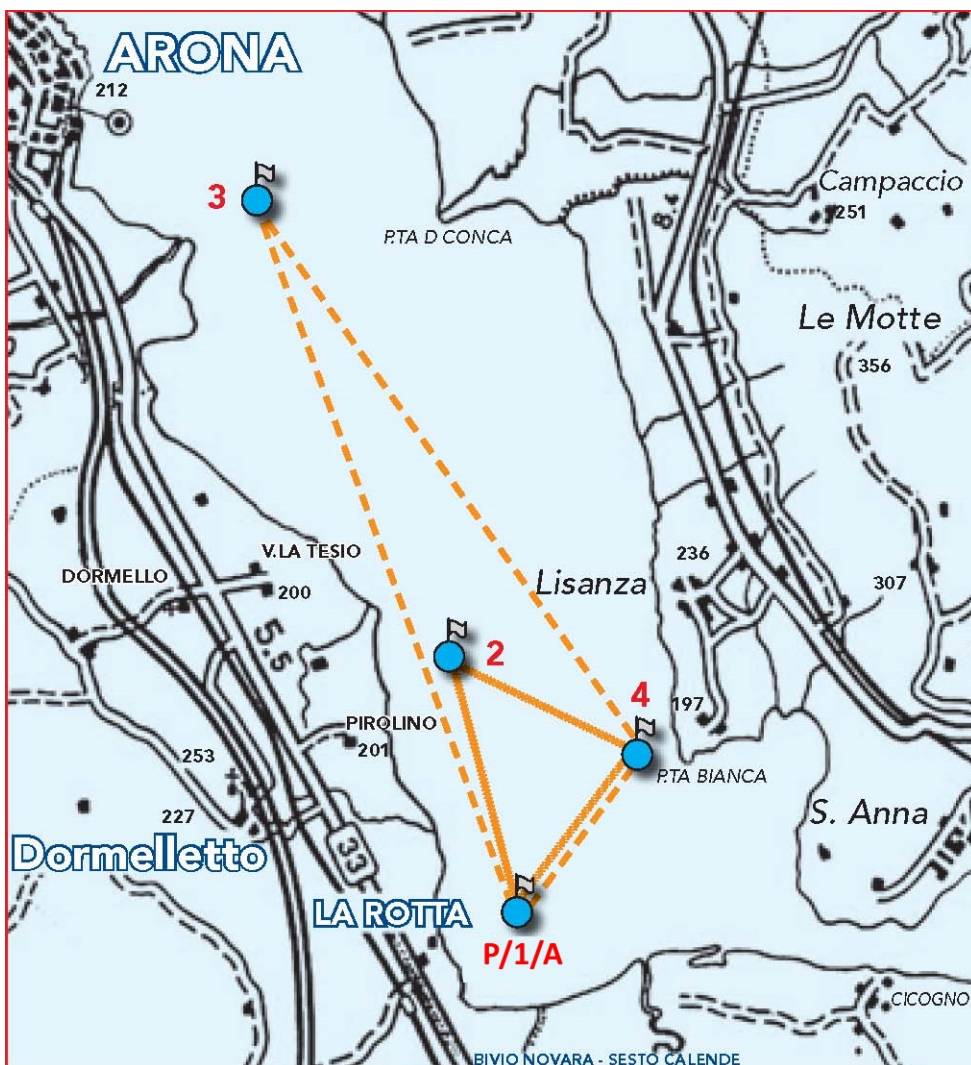 ARONA
212
3
P.TA D CONCA
8.4
Campaccio
251
Le Motte
356
V.LA TESIO
DORMELLO
200
5.5
Lisanza
236
307
2
4
197
PIROLINO
201
253
227
P.TA BIANCA
S. Anna
Dormelletto
33
LA ROTTA
P/1/A
CICOGNO
BIVIO NOVARA - SESTO CALENDE